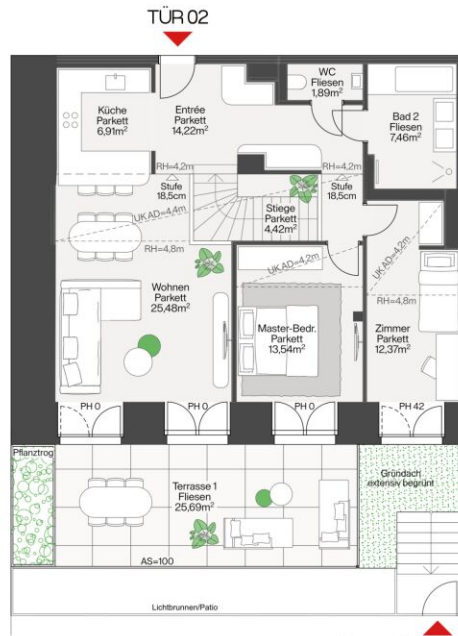 TÜR 02
Küche
Parkett
6,91m²
Entrée
Parkett
14,22m²
WC
Fliesen
1,89m²
Bad 2
Fliesen
7,46m²
RH=4,2m
RH=4,2m
Stufe
18,5cm
Stufe
18,5cm
Stiege
Parkett
4,42m²
UK AD=4,4m
UK AD=4,2m
UK AD=4,2m
RH=4,8m
RH=4,8m
Wohnen
Parkett
25,48m²
Master-Bedr.
Parkett
13,54m²
Zimmer
Parkett
12,37m²
PH 0
PH 0
PH 0
PH 42
Pflanztrog
Terrasse 1
Fliesen
25,69m²
Gründach
extensiv begrünt
AS=100
Lichtbrunnen/Patio